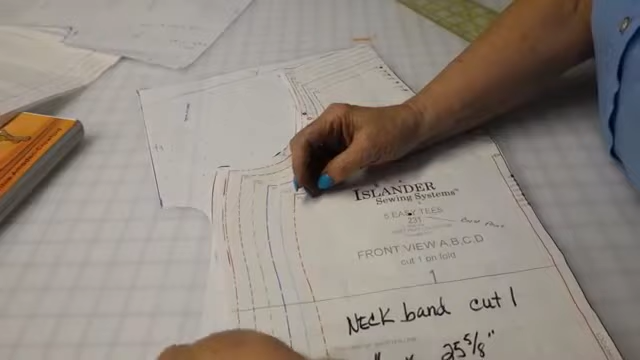 ISLANDER
Sewing Systems
5 EASY TEES
231
FRONT VIEW A,B,C,D
cut 1 on fold
1
NECK band cut 1
25 5/8"